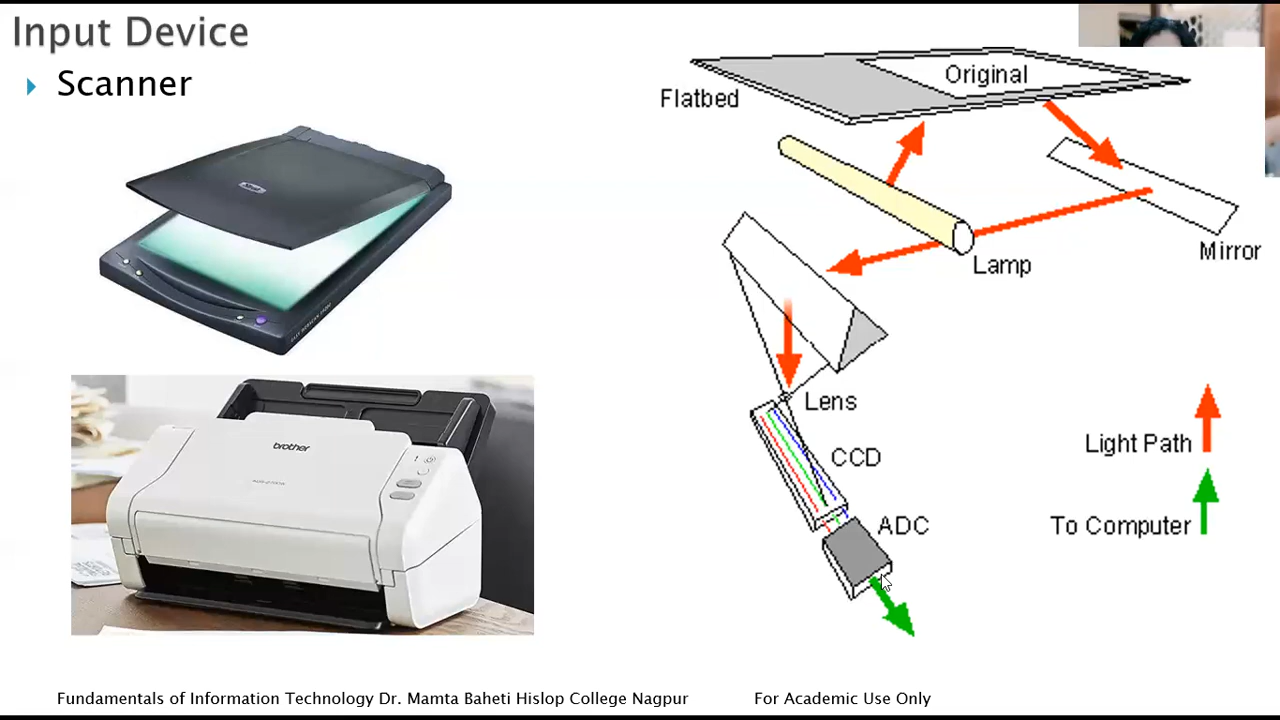 Input Device
Scanner
Flatbed
Original
Mirror
Lamp
Lens
CCD
ADC
Light Path
To Computer
brother
Fundamentals of Information Technology Dr. Mamta Baheti Hislop College Nagpur
For Academic Use Only